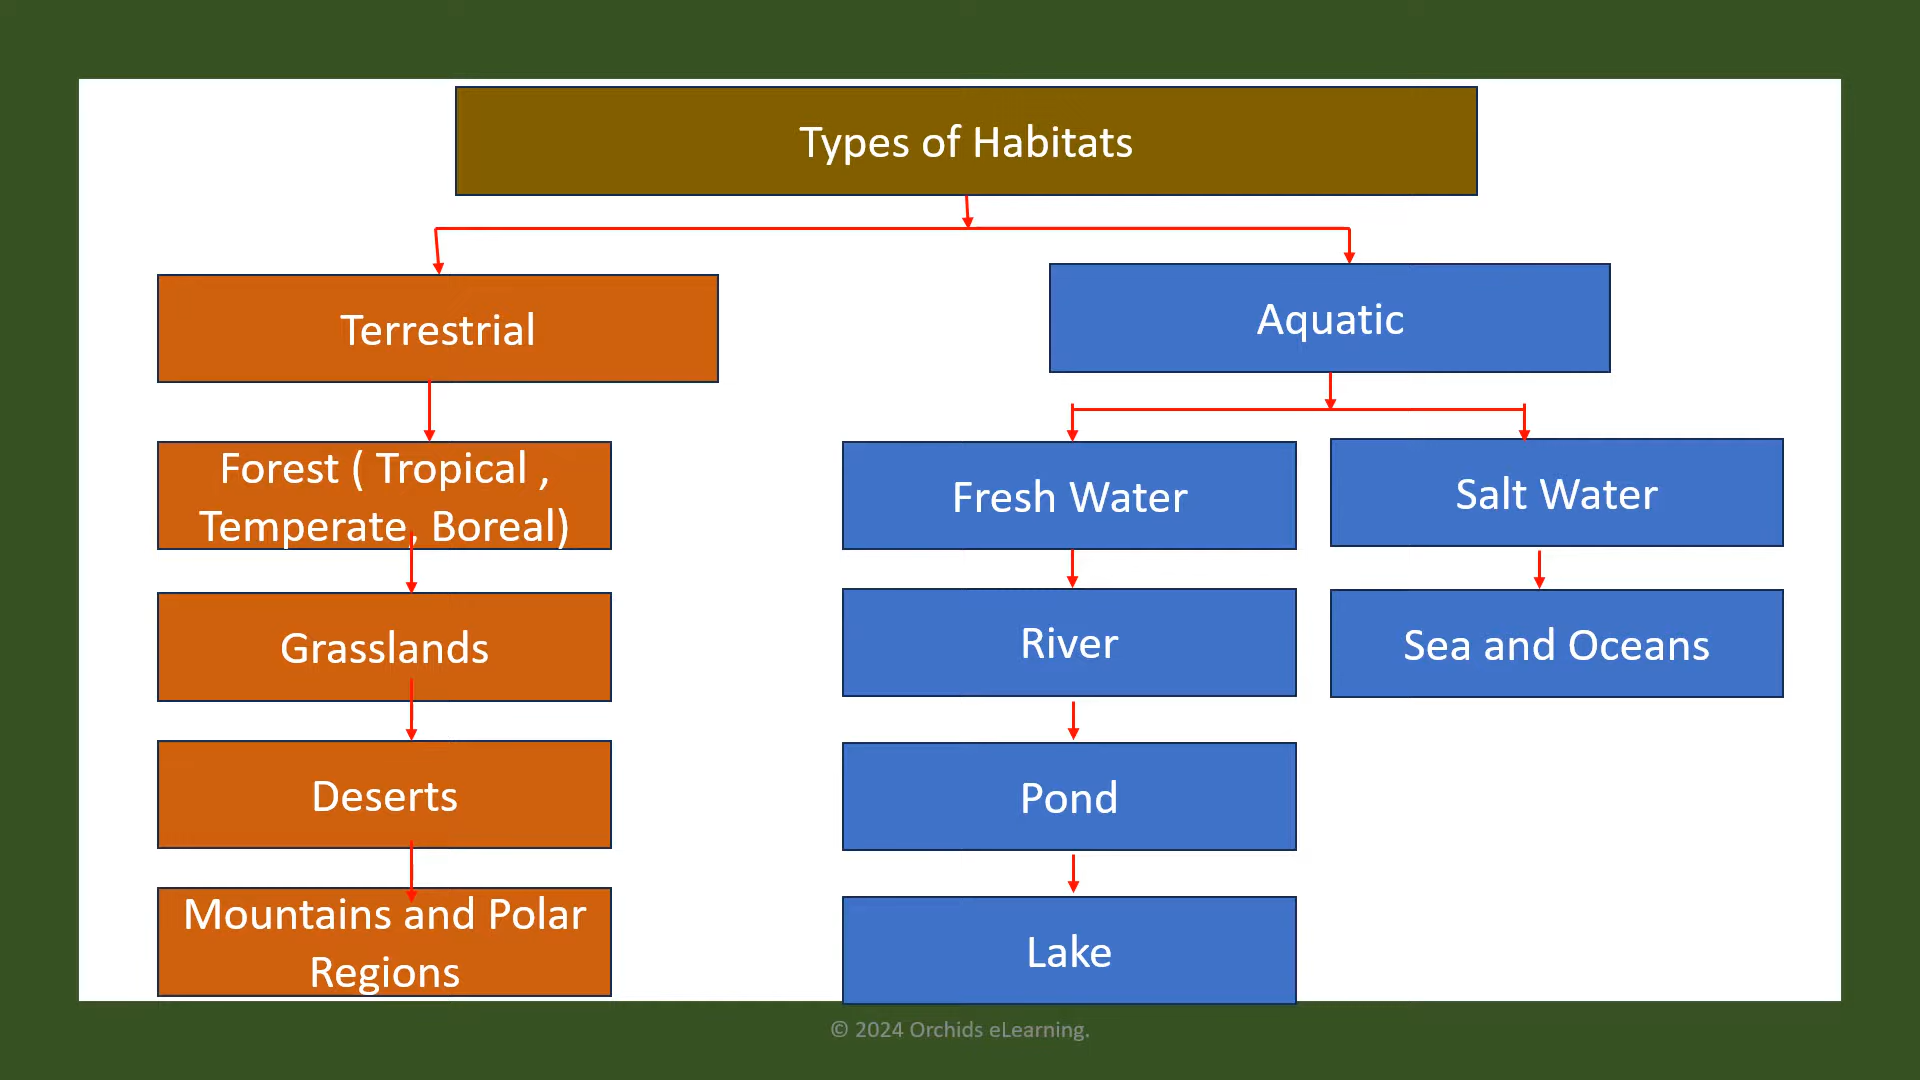 Types of Habitats
Terrestrial
Aquatic
Forest ( Tropical ,
Temperate, Boreal)
Fresh Water
Salt Water
Grasslands
River
Sea and Oceans
Deserts
Pond
Mountains and Polar
Regions
Lake
© 2024 Orchids eLearning.